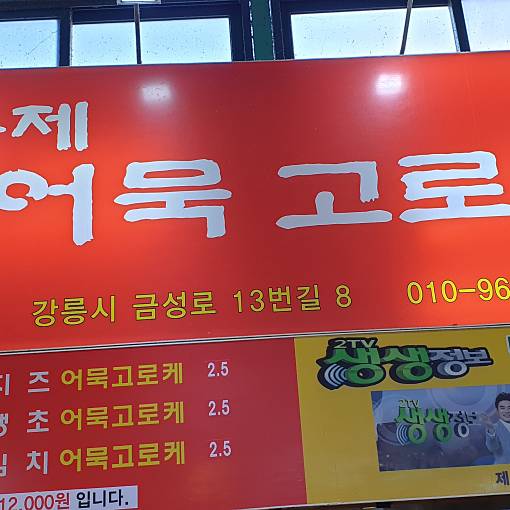 제
어묵 고로
강릉시 금성로 13번길 8 010-96
즈 어묵고로케 2.5
초 어묵고로케 2.5
치 어묵고로케 2.5
12,000원 입니다.
2TV
생생정보
2TV
생생정보
제